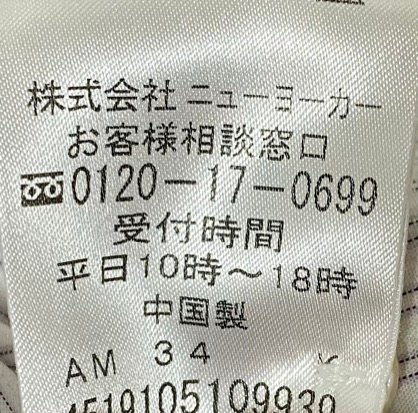 株式会社 ニューヨーカー
お客様相談窓口
0120-17-0699
受付時間
平日10時～18時
中国製
AM 34
4519105109939